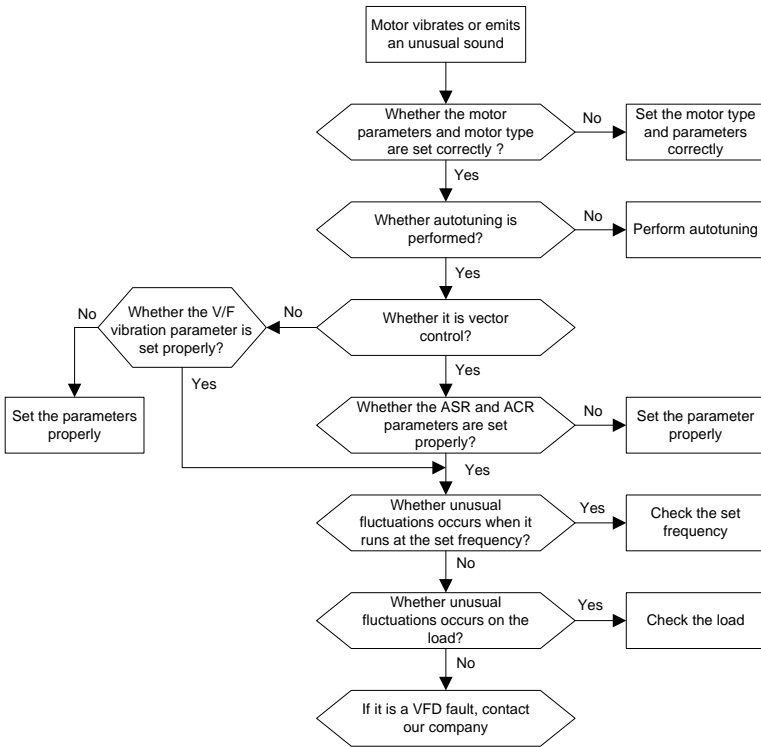 Motor vibrates or emits
an unusual sound
Whether the motor
parameters and motor type
are set correctly ?
No
Set the motor type
and parameters
correctly
Yes
Whether autotuning is
performed?
No
Perform autotuning
Yes
Whether it is vector
control?
No
Whether the V/F
vibration parameter is
set properly?
No
Set the parameters
properly
Yes
Yes
Whether the ASR and ACR
parameters are set
properly?
No
Set the parameter
properly
Yes
Whether unusual
fluctuations occurs when it
runs at the set frequency?
Yes
Check the set
frequency
No
Whether unusual
fluctuations occurs on the
load?
Yes
Check the load
No
If it is a VFD fault, contact
our company